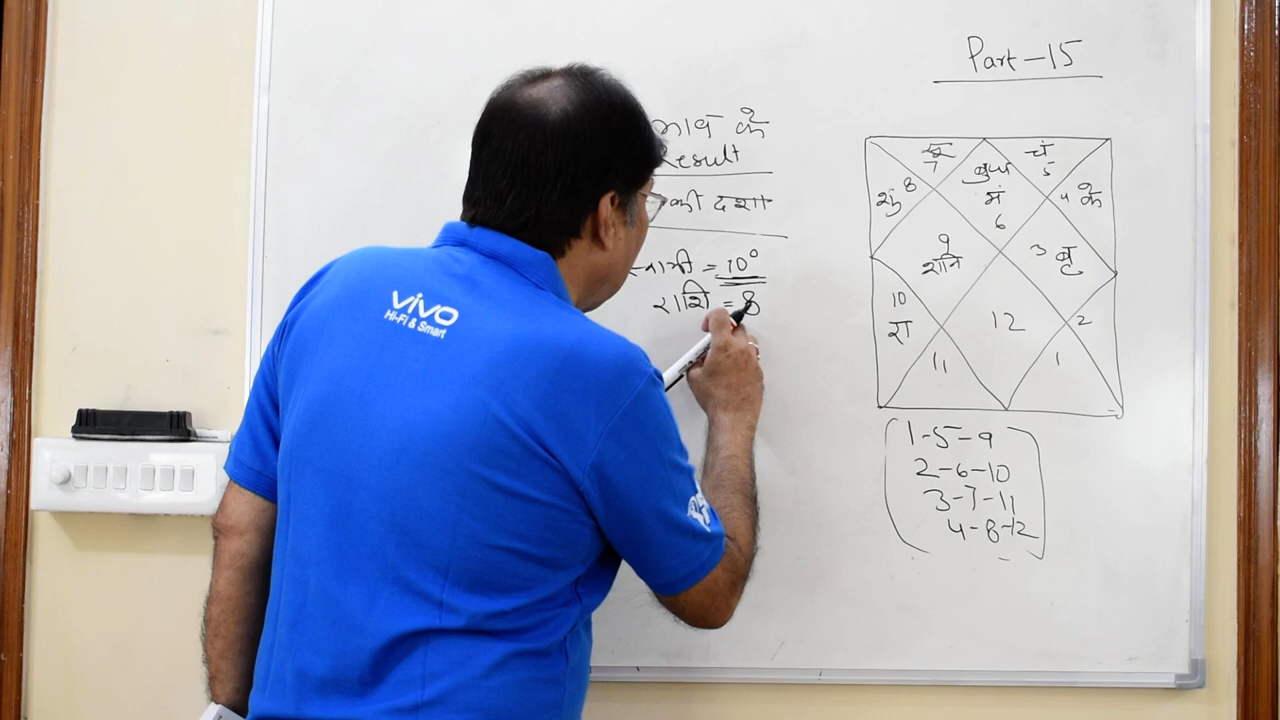 Part-15
भाव के
Result
की दशा
स्वामी = 10°
राशि = 8
7
चं
5
बुध
मं
6
शु 8
4 के
9
शनि
3 बृ
10
रा
12
2
11
1
1-5-9
2-6-10
3-7-11
4-8-12
vivo
Hi-Fi & Smart